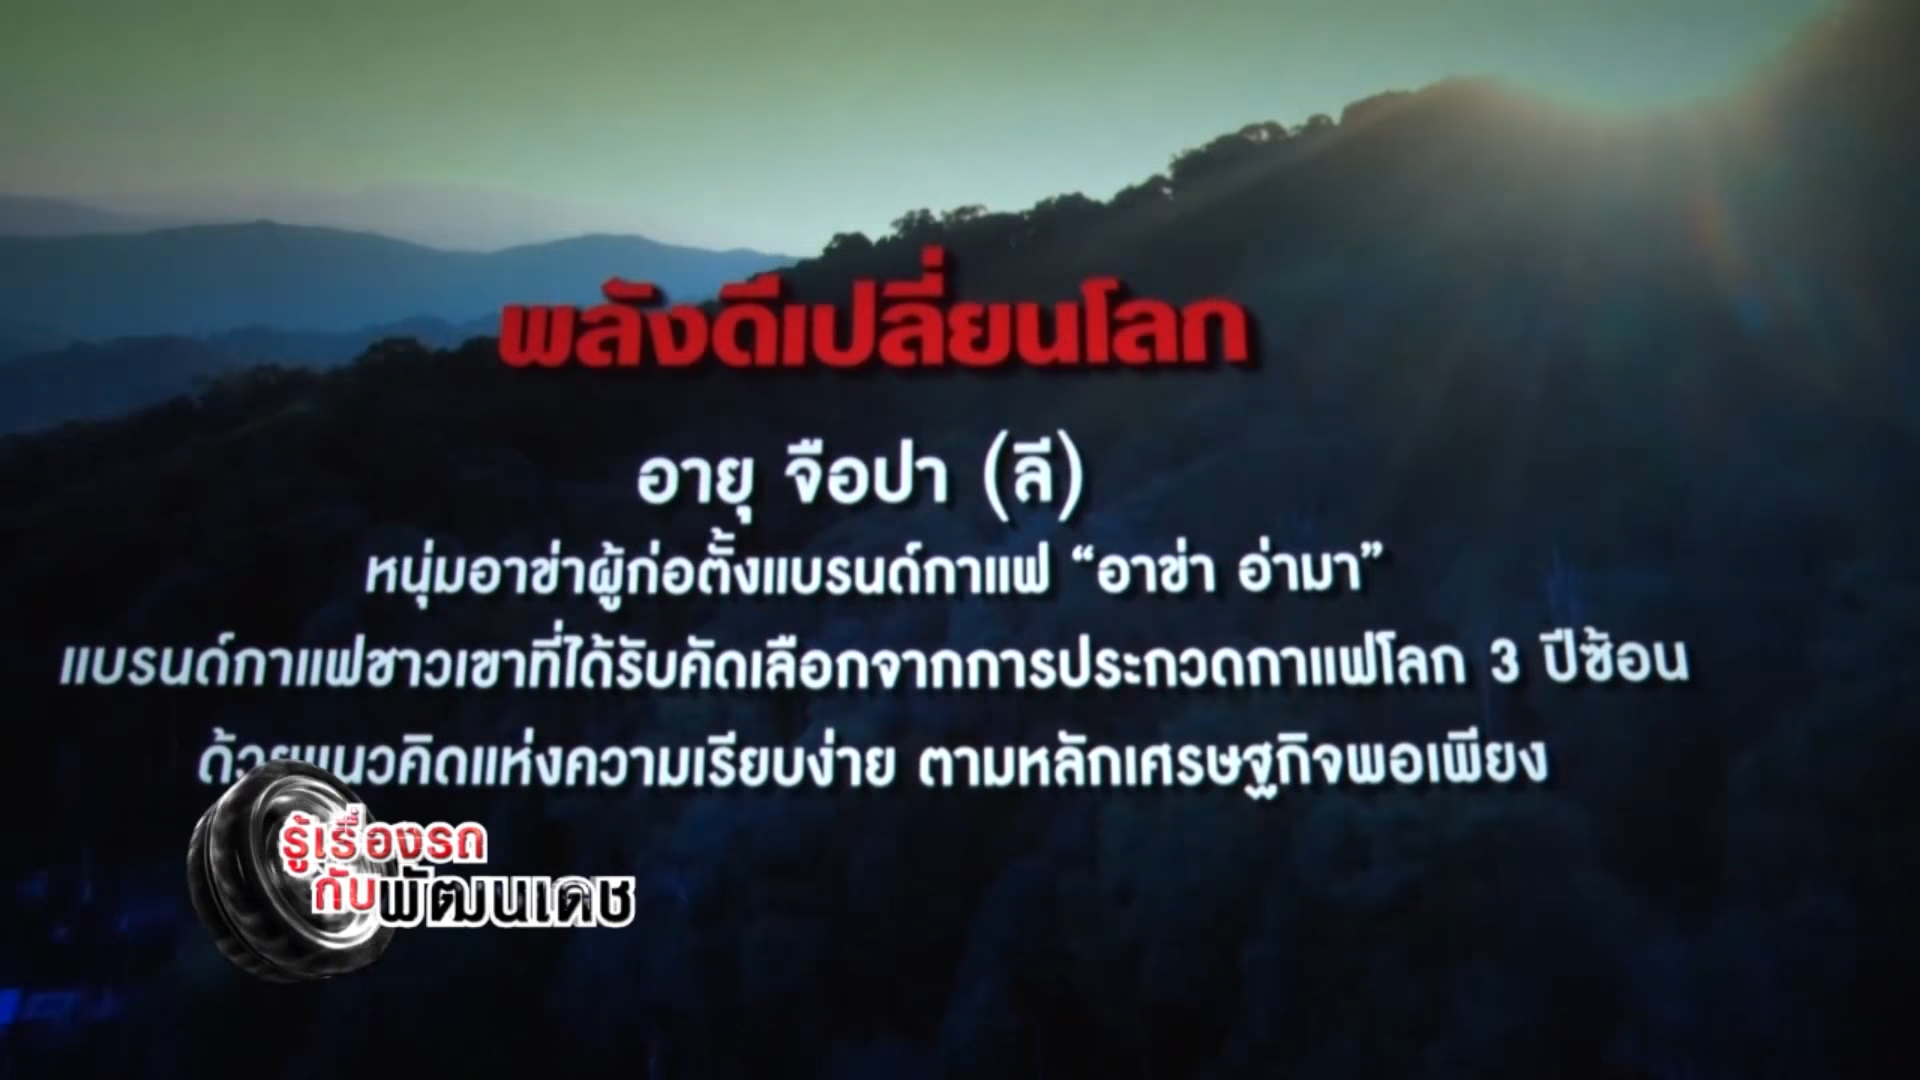 พลังดีเปลี่ยนโลก
อายุ จือปา (ลี)
หนุ่มอาข่าผู้ก่อตั้งแบรนด์กาแฟ “อาข่า อ่ามา”
แบรนด์กาแฟชาวเขาที่ได้รับคัดเลือกจากการประกวดกาแฟโลก 3 ปีซ้อน
ด้วยแนวคิดแห่งความเรียบง่าย ตามหลักเศรษฐกิจพอเพียง
รู้เรื่องรถ
กับพัฒนเดช